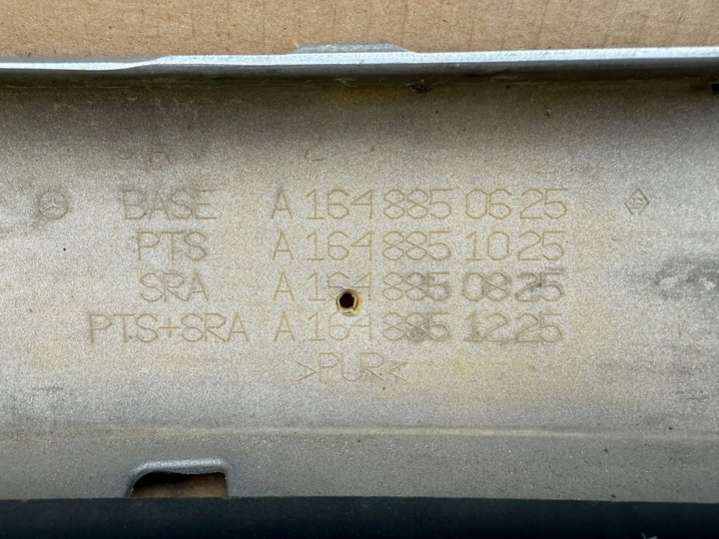 BASE A 164 885 06 25
PTS A 164 885 10 25
SRA A 164 885 08 25
PTS+SRA A 164 885 12 25
>PUR<